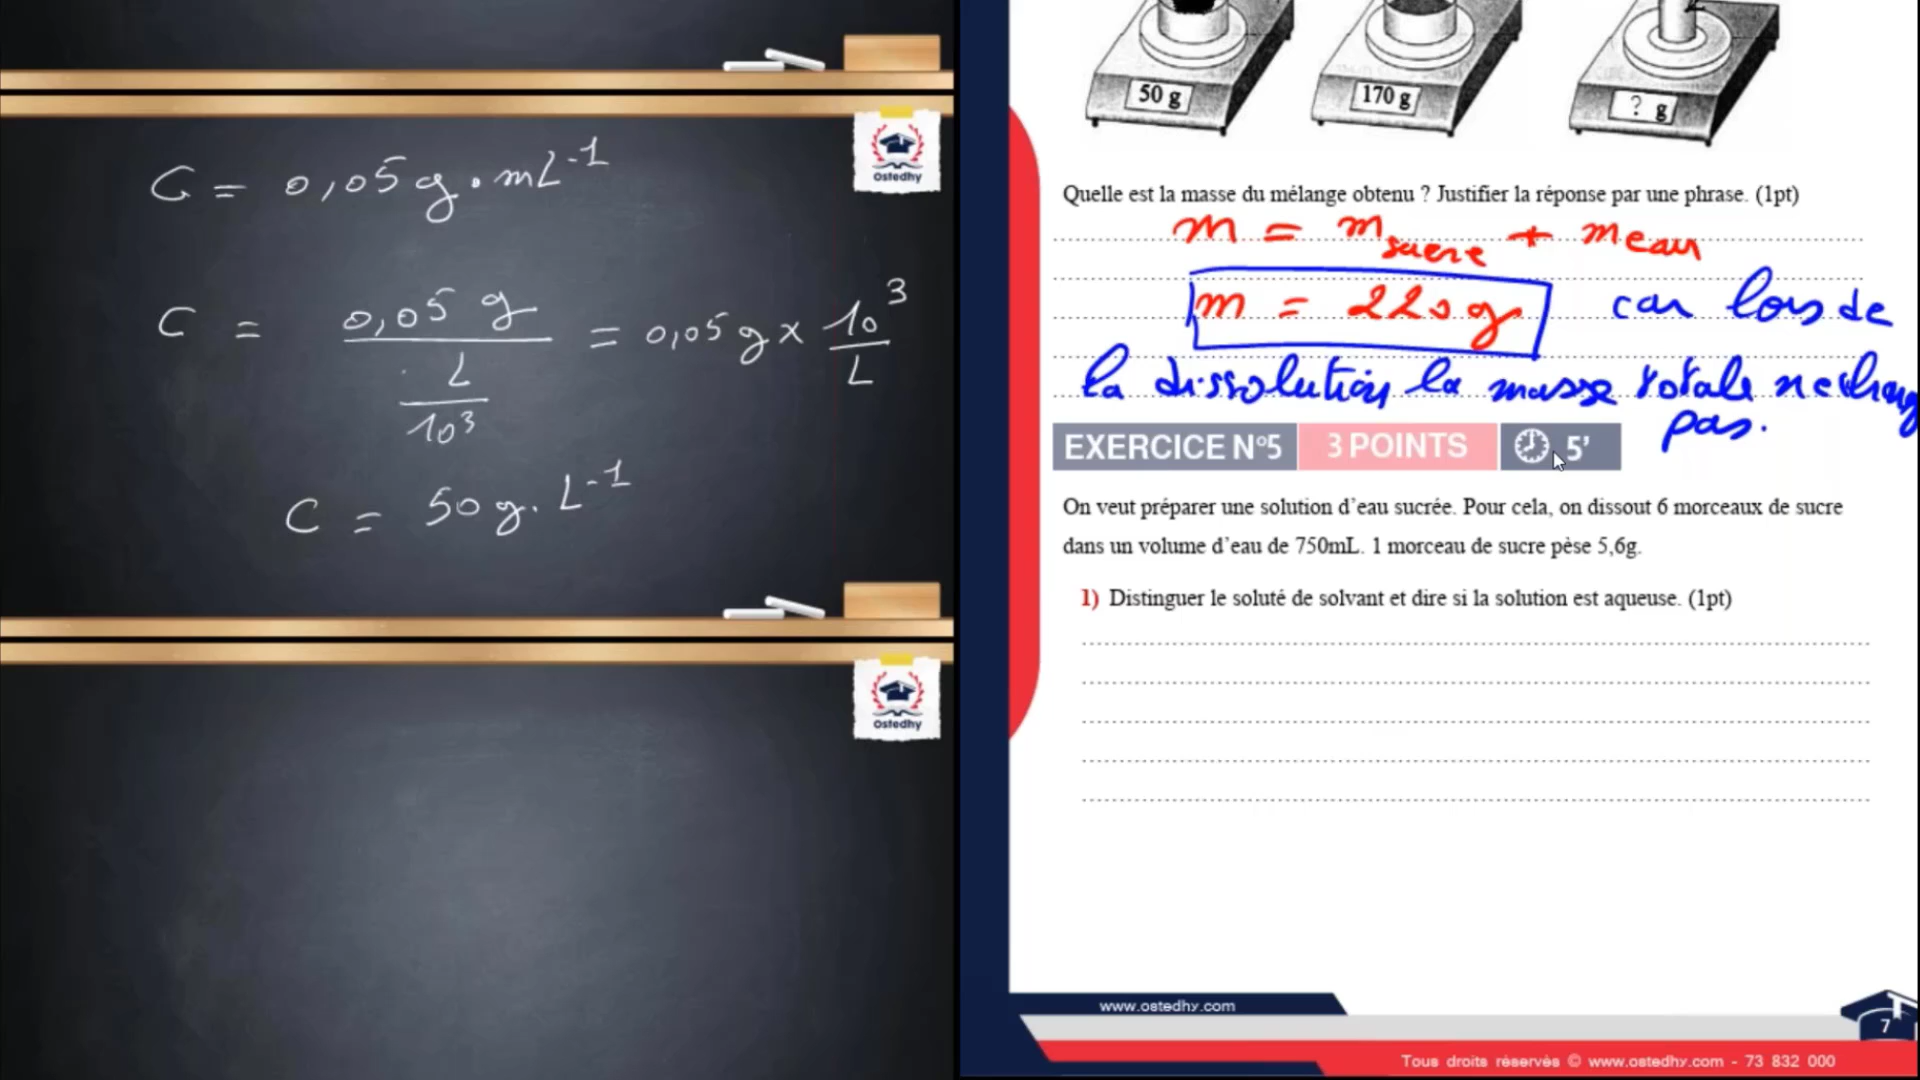 C = 0,05 g . mL⁻¹
Ostedhy
C = 0,05 g / L / 10³ = 0,05 g x 10³ / L
C = 50 g . L⁻¹
Ostedhy
50 g
170 g
? g
Quelle est la masse du mélange obtenu ? Justifier la réponse par une phrase. (1pt)
m = m sucre + m eau
m = 220 g car lors de
la dissolution la masse totale ne chang
pas.
EXERCICE N°5 3 POINTS 5’
On veut préparer une solution d’eau sucrée. Pour cela, on dissout 6 morceaux de sucre
dans un volume d’eau de 750mL. 1 morceau de sucre pèse 5,6g.
1) Distinguer le soluté de solvant et dire si la solution est aqueuse. (1pt)
www.ostedhy.com
7
Tous droits réservés © www.ostedhy.com - 73 832 000